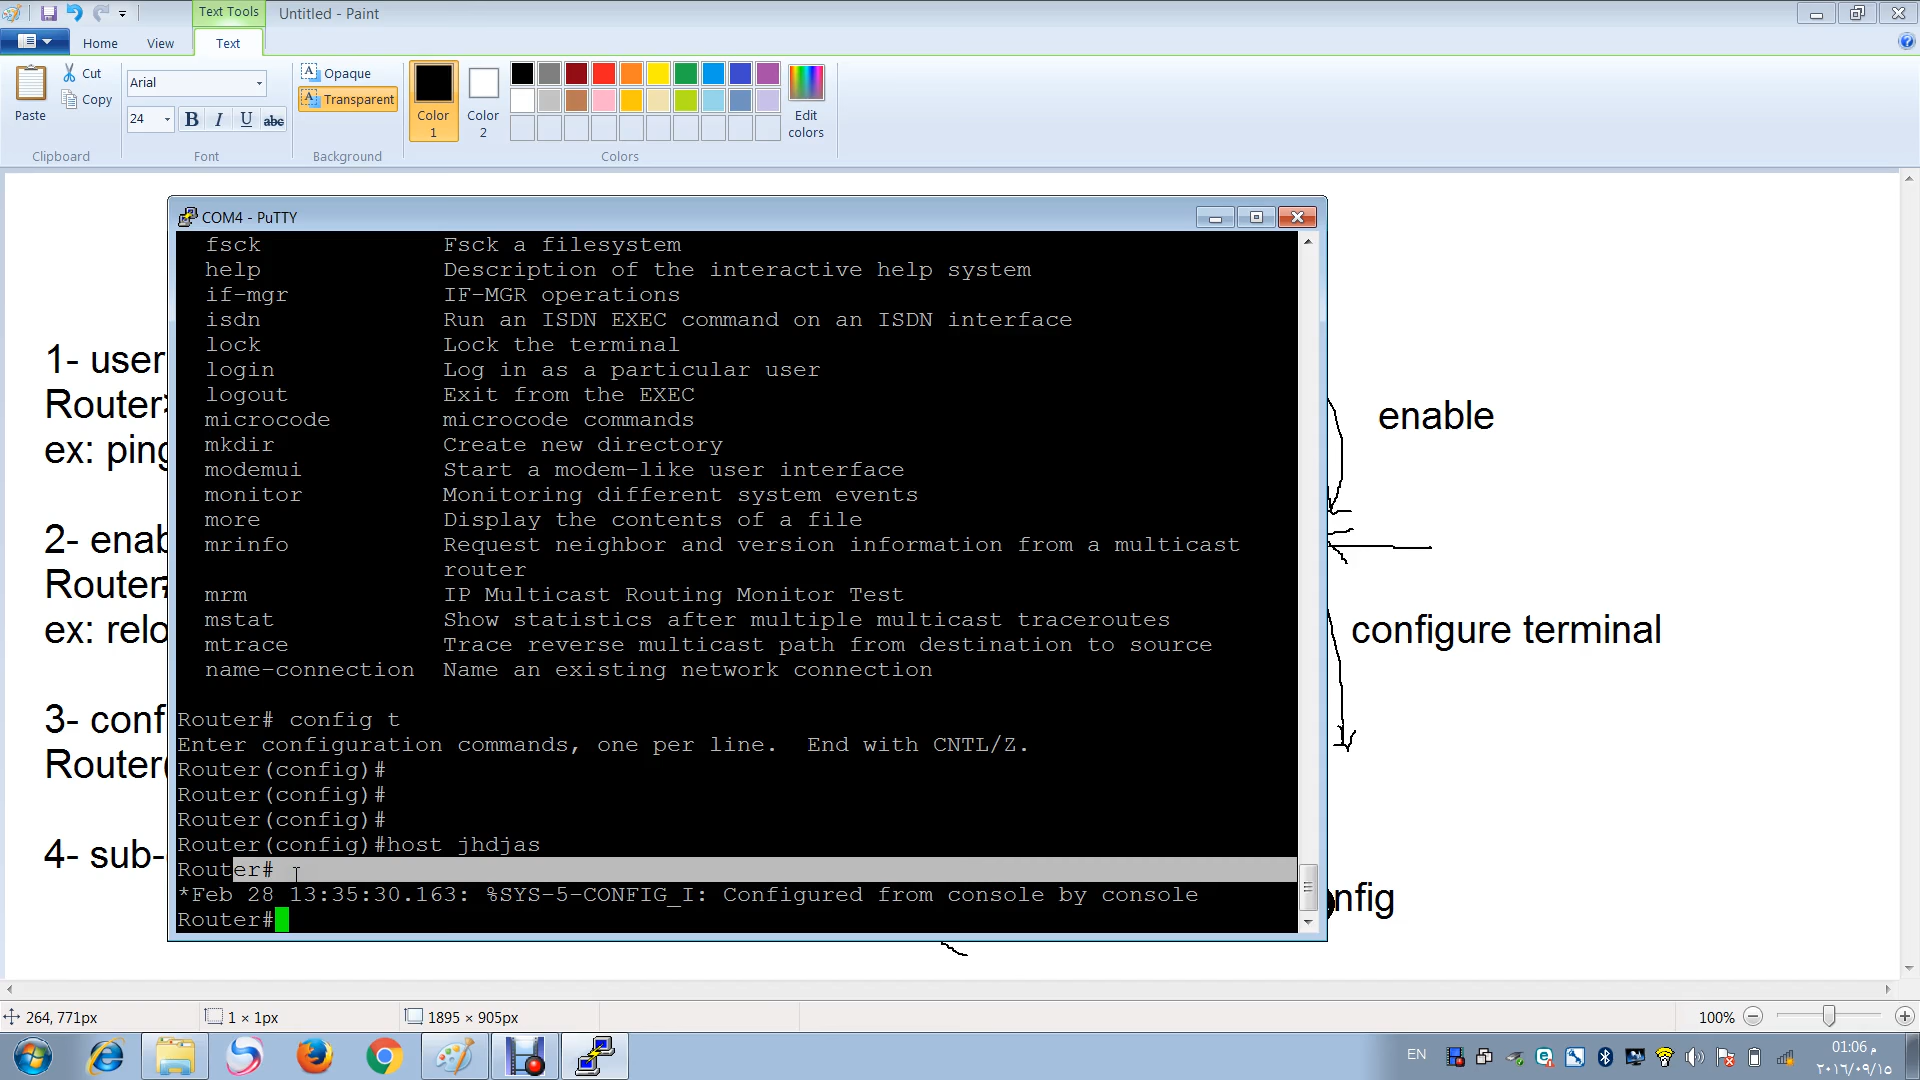 Text Tools
Untitled - Paint
Home
View
Text
Paste
Cut
Copy
Clipboard
Arial
24
B I U abc
Font
Opaque
Transparent
Background
Color 1
Color 2
Edit colors
Colors
1- user
Router>
ex: ping
2- enab
Router#
ex: relo
3- conf
Router(
4- sub-
enable
configure terminal
nfig
COM4 - PuTTY
fsck Fsck a filesystem
help Description of the interactive help system
if-mgr IF-MGR operations
isdn Run an ISDN EXEC command on an ISDN interface
lock Lock the terminal
login Log in as a particular user
logout Exit from the EXEC
microcode microcode commands
mkdir Create new directory
modemui Start a modem-like user interface
monitor Monitoring different system events
more Display the contents of a file
mrinfo Request neighbor and version information from a multicast
router
mrm IP Multicast Routing Monitor Test
mstat Show statistics after multiple multicast traceroutes
mtrace Trace reverse multicast path from destination to source
name-connection Name an existing network connection
Router# config t
Enter configuration commands, one per line. End with CNTL/Z.
Router(config)#
Router(config)#
Router(config)#
Router(config)#host jhdjas
Router#
*Feb 28 13:35:30.163: %SYS-5-CONFIG_I: Configured from console by console
Router#
264, 771px
1 × 1px
1895 × 905px
100%
EN
01:06 م
٢٠١٦/٠٩/١٥